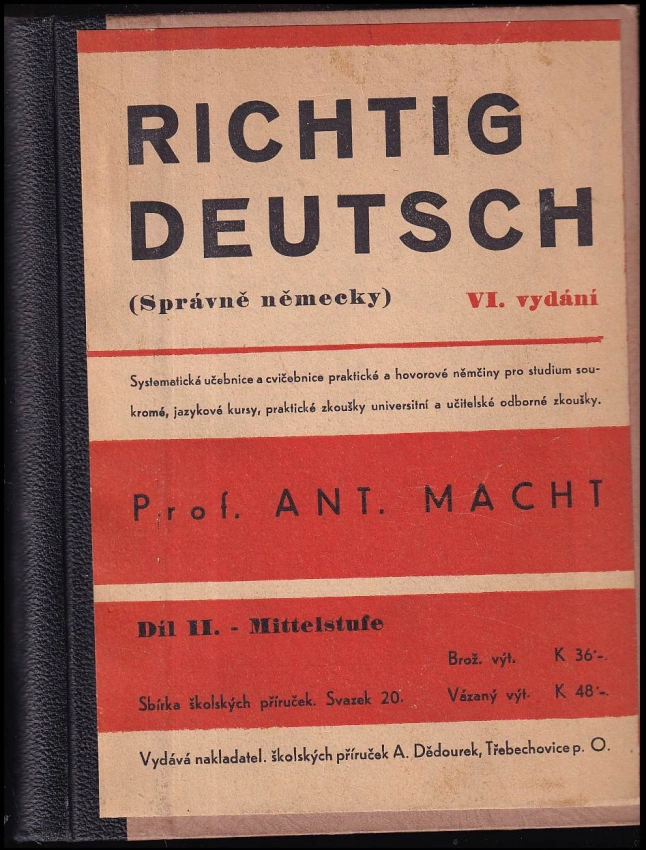 RICHTIG
DEUTSCH
(Správně německy) VI. vydání
Systematická učebnice a cvičebnice praktické a hovorové němčiny pro studium sou-
kromé, jazykové kursy, praktické zkoušky universitní a učitelské odborné zkoušky.
Prof. ANT. MACHT
Díl II. - Mittelstufe
Brož. výt. K 36·-.
Sbírka školských příruček. Svazek 20. Vázaný výt. K 48·-.
Vydává nakladatel. školských příruček A. Dědourek, Třebechovice p. O.